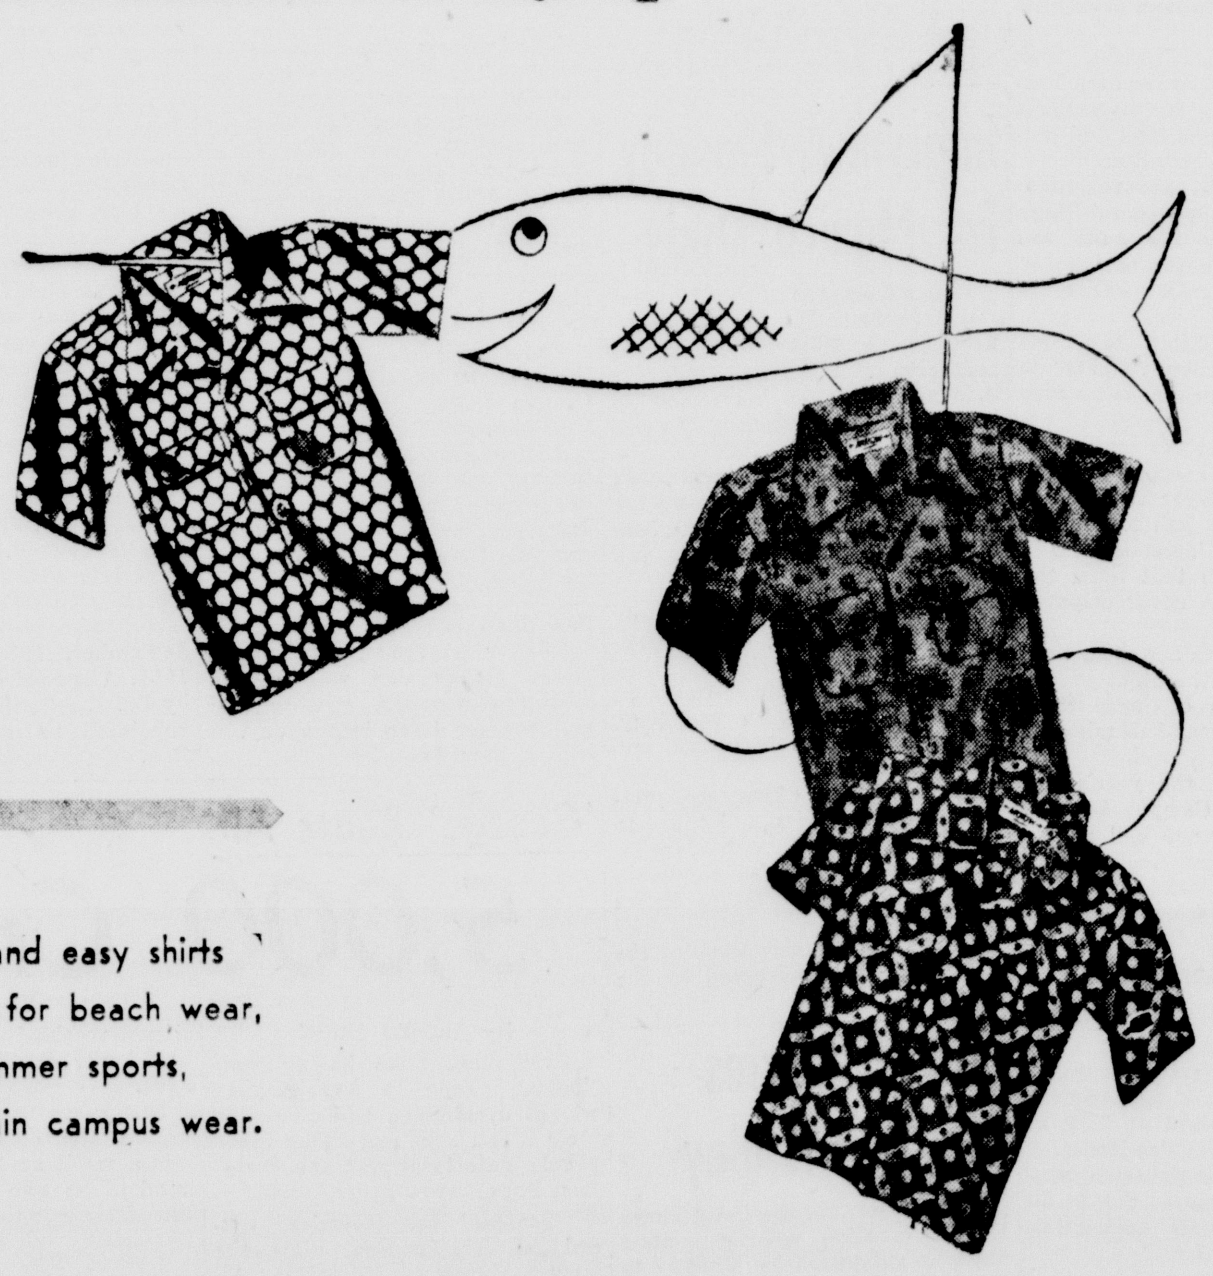 and easy shirts
for beach wear,
mmer sports,
in campus wear.